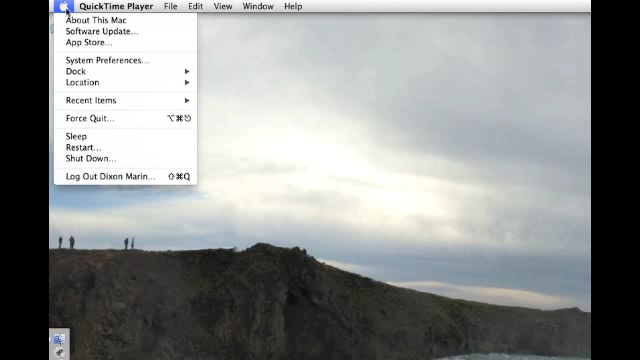 QuickTime Player File Edit View Window Help
About This Mac
Software Update...
App Store...
System Preferences...
Dock
Location
Recent Items
Force Quit... ⌥⌘⎋
Sleep
Restart...
Shut Down...
Log Out Dixon Marin... ⇧⌘Q